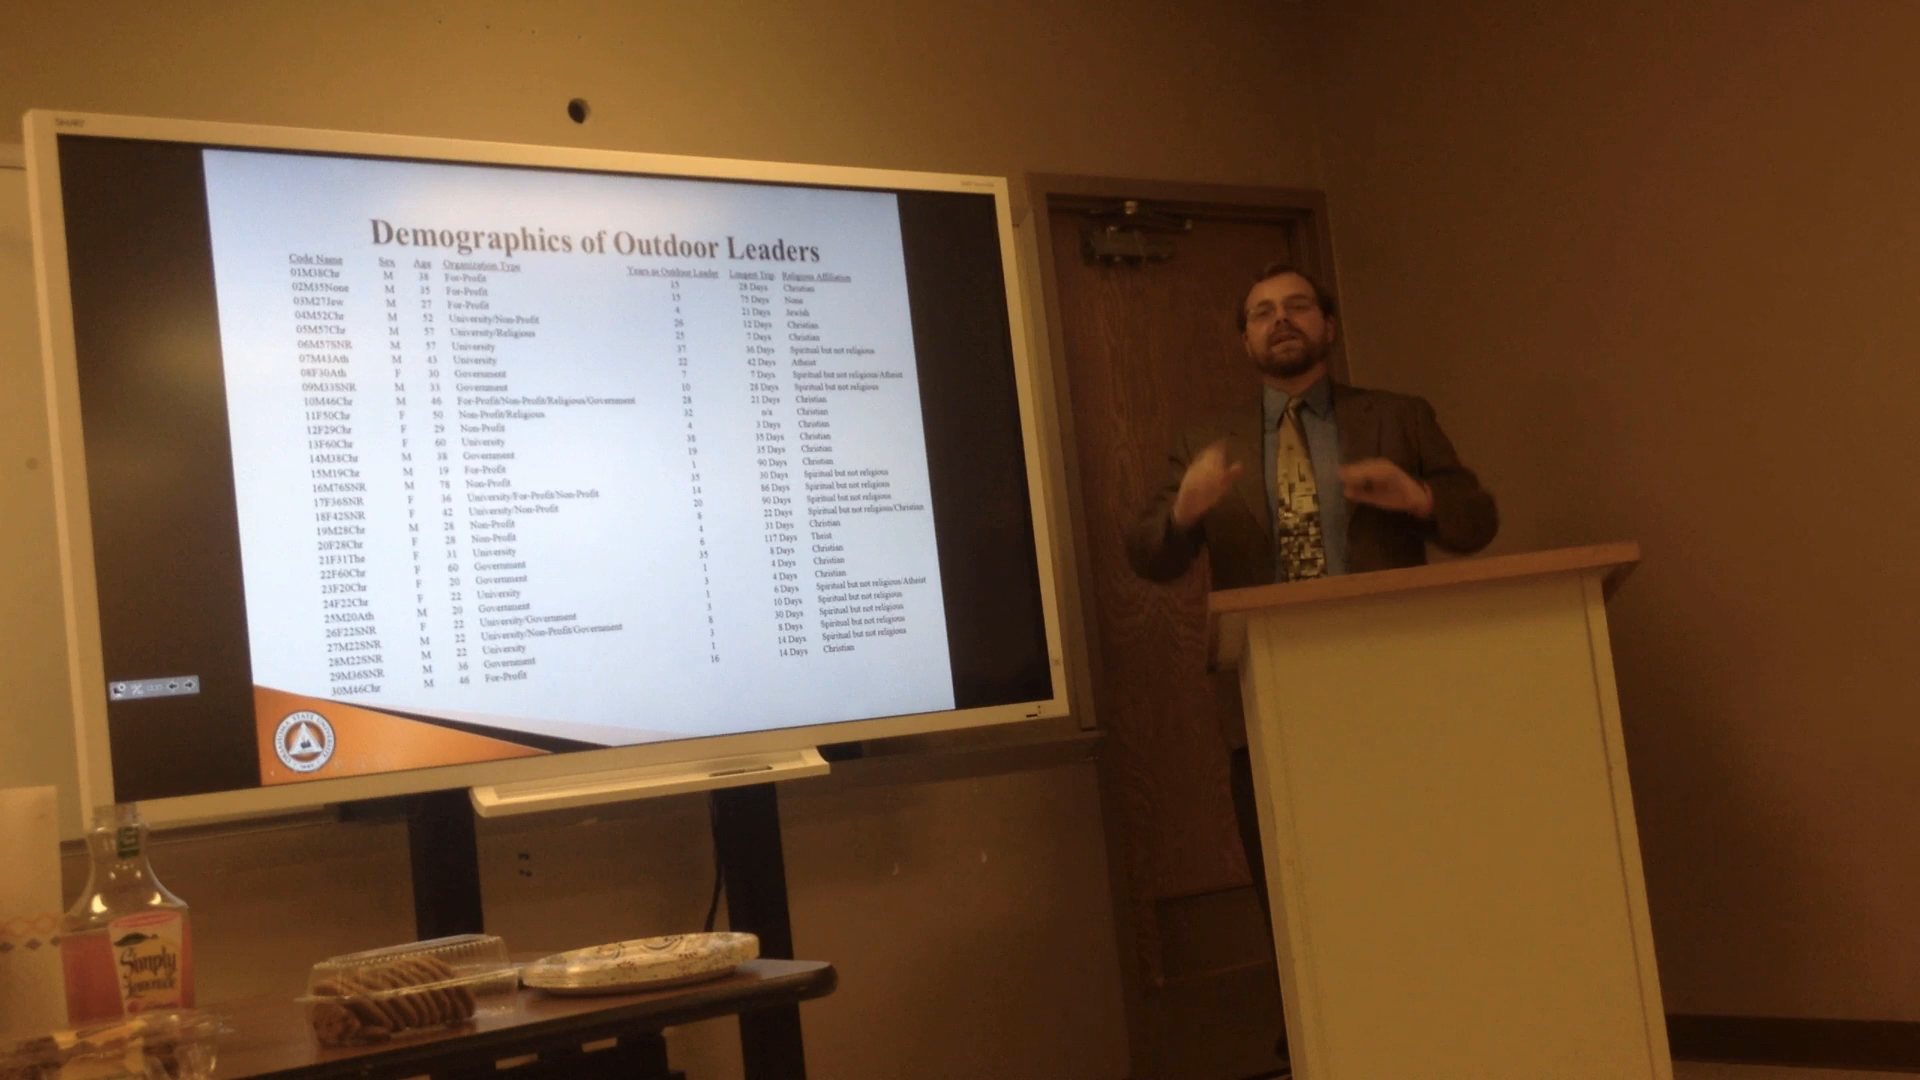 SMART
Demographics of Outdoor Leaders
Code Name Sex Age Organization Type Years as Outdoor Leader Longest Trip Religious Affiliation
01M38Chr M 38 For-Profit 15 28 Days Christian
02M35None M 35 For-Profit 15 75 Days None
03M27Jew M 27 For-Profit 4 21 Days Jewish
04M52Chr M 52 University/Non-Profit 26 12 Days Christian
05M57Chr M 57 University/Religious 25 7 Days Christian
06M57SNR M 57 University 37 36 Days Spiritual but not religious
07M43Ath M 43 University 22 42 Days Atheist
08F30Ath F 30 Government 7 7 Days Spiritual but not religious/Atheist
09M33SNR M 33 Government 10 28 Days Spiritual but not religious
10M46Chr M 46 For-Profit/Non-Profit/Religious/Government 28 21 Days Christian
11F50Chr F 50 Non-Profit/Religious 32 n/a Christian
12F29Chr F 29 Non-Profit 4 3 Days Christian
13F60Chr F 60 University 38 35 Days Christian
14M38Chr M 38 Government 19 35 Days Christian
15M19Chr M 19 For-Profit 1 90 Days Christian
16M76SNR M 78 Non-Profit 35 30 Days Spiritual but not religious
17F36SNR F 36 University/For-Profit/Non-Profit 14 86 Days Spiritual but not religious
18F42SNR F 42 University/Non-Profit 20 90 Days Spiritual but not religious
19M28Chr M 28 Non-Profit 8 22 Days Spiritual but not religious/Christian
20F28Chr F 28 Non-Profit 4 31 Days Christian
21F31The F 31 University 6 117 Days Theist
22F60Chr F 60 Government 35 8 Days Christian
23F20Chr F 20 Government 1 4 Days Christian
24F22Chr F 22 University 3 4 Days Christian
25M20Ath M 20 Government 1 6 Days Spiritual but not religious/Atheist
26F22SNR F 22 University/Government 3 10 Days Spiritual but not religious
27M22SNR M 22 University/Non-Profit/Government 8 30 Days Spiritual but not religious
28M22SNR M 22 University 3 8 Days Spiritual but not religious
29M36SNR M 36 Government 1 14 Days Spiritual but not religious
30M46Chr M 46 For-Profit 16 14 Days Christian
STATE UNIVERSITY
Simply
Lemonade